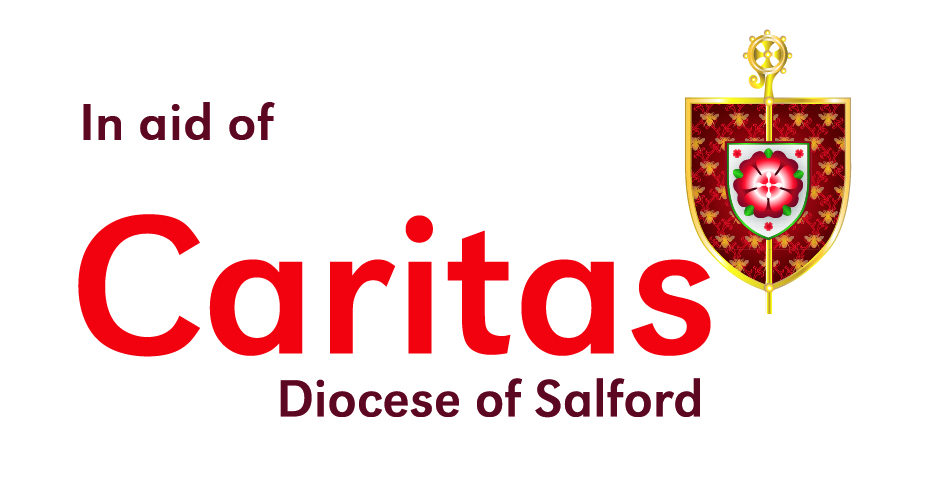 In aid of
Caritas
Diocese of Salford